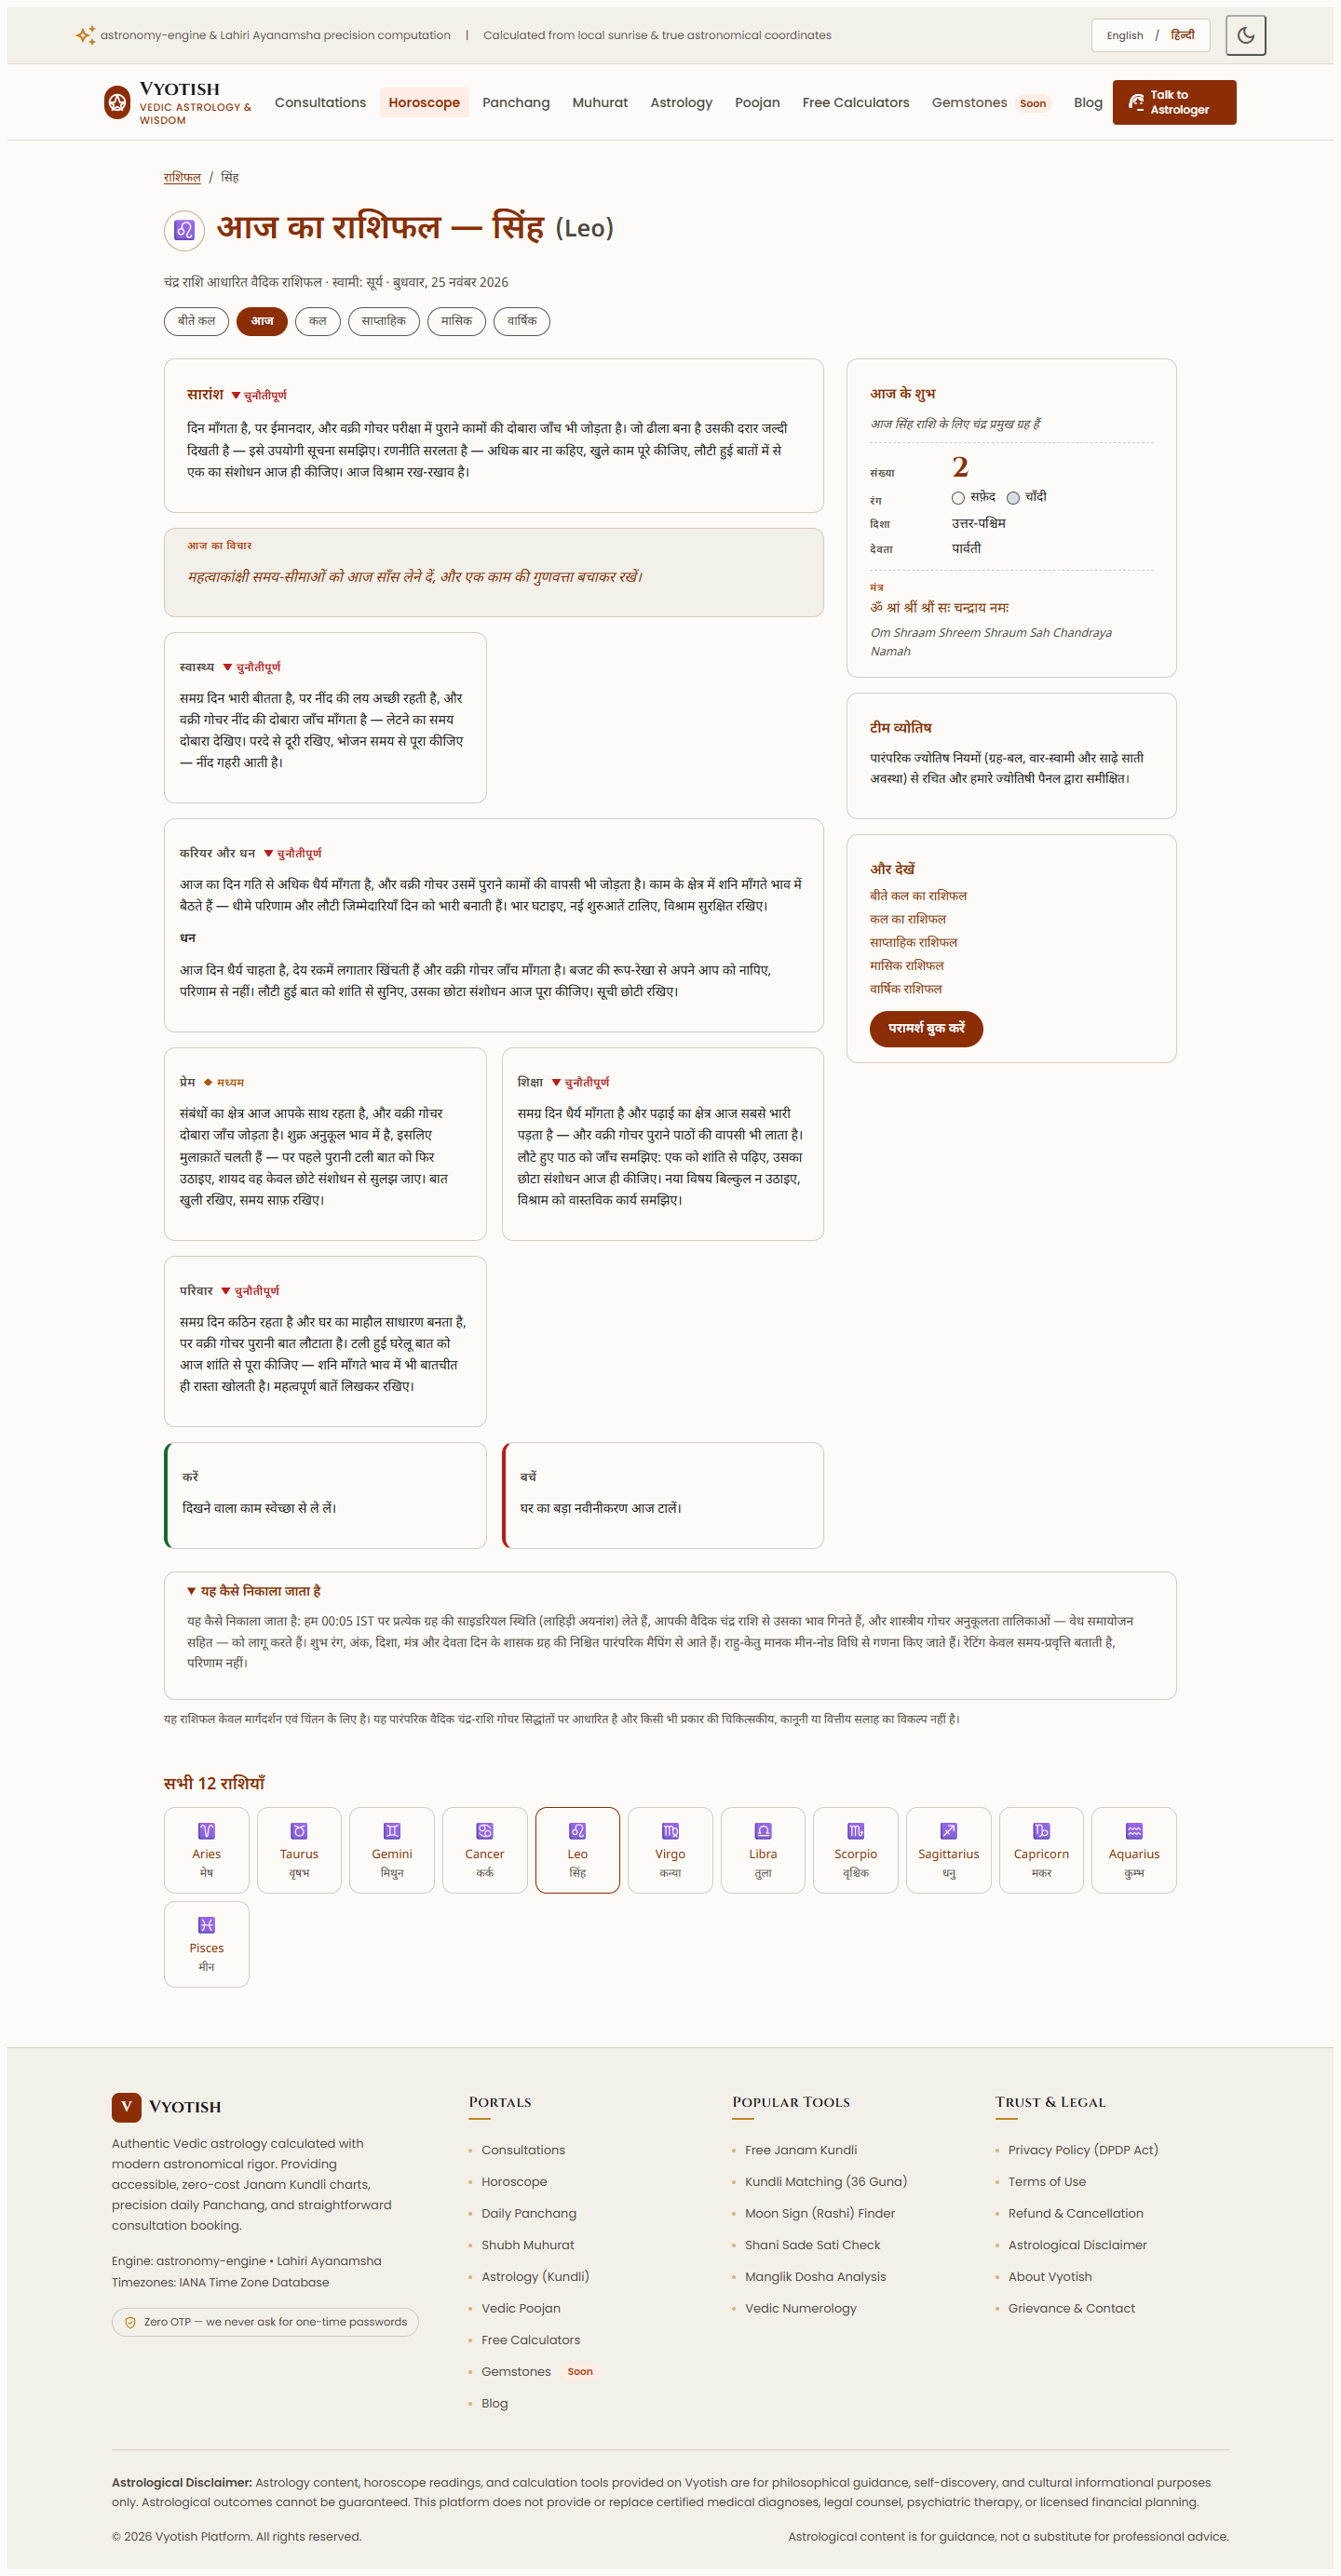 astronomy-engine & Lahiri Ayanamsha precision computation | Calculated from local sunrise & true astronomical coordinates
English / हिन्दी
Vyotish
VEDIC ASTROLOGY &
WISDOM
Consultations
Horoscope
Panchang
Muhurat
Astrology
Poojan
Free Calculators
Gemstones Soon
Blog
Talk to
Astrologer
राशिफल / सिंह
आज का राशिफल — सिंह (Leo)
चंद्र राशि आधारित वैदिक राशिफल · स्वामी: सूर्य · बुधवार, 25 नवंबर 2026
बीते कल
आज
कल
साप्ताहिक
मासिक
वार्षिक
सारांश ▼ चुनौतीपूर्ण
दिन माँगता है, पर ईमानदार, और वक्री गोचर परीक्षा में पुराने कामों की दोबारा जाँच भी जोड़ता है। जो ढीला बना है उसकी दरार जल्दी
दिखती है — इसे उपयोगी सूचना समझिए। रणनीति सरलता है — अधिक बार ना कहिए, खुले काम पूरे कीजिए, लौटी हुई बातों में से
एक का संशोधन आज ही कीजिए। आज विश्राम रख-रखाव है।
आज का विचार
महत्वाकांक्षी समय-सीमाओं को आज साँस लेने दें, और एक काम की गुणवत्ता बचाकर रखें।
स्वास्थ्य ▼ चुनौतीपूर्ण
समग्र दिन भारी बीतता है, पर नींद की लय अच्छी रहती है, और
वक्री गोचर नींद की दोबारा जाँच माँगता है — लेटने का समय
दोबारा देखिए। परदे से दूरी रखिए, भोजन समय से पूरा कीजिए
— नींद गहरी आती है।
करियर और धन ▼ चुनौतीपूर्ण
आज का दिन गति से अधिक धैर्य माँगता है, और वक्री गोचर उसमें पुराने कामों की वापसी भी जोड़ता है। काम के क्षेत्र में शनि माँगते भाव में
बैठते हैं — धीमे परिणाम और लौटी जिम्मेदारियाँ दिन को भारी बनाती हैं। भार घटाइए, नई शुरुआतें टालिए, विश्राम सुरक्षित रखिए।
धन
आज दिन धैर्य चाहता है, देय रकमें लगातार खिंचती हैं और वक्री गोचर जाँच माँगता है। बजट की रूप-रेखा से अपने आप को नापिए,
परिणाम से नहीं। लौटी हुई बात को शांति से सुनिए, उसका छोटा संशोधन आज पूरा कीजिए। सूची छोटी रखिए।
प्रेम ◆ मध्यम
संबंधों का क्षेत्र आज आपके साथ रहता है, और वक्री गोचर
दोबारा जाँच जोड़ता है। शुक्र अनुकूल भाव में है, इसलिए
मुलाक़ातें चलती हैं — पर पहले पुरानी टली बात को फिर
उठाइए, शायद वह केवल छोटे संशोधन से सुलझ जाए। बात
खुली रखिए, समय साफ़ रखिए।
शिक्षा ▼ चुनौतीपूर्ण
समग्र दिन धैर्य माँगता है और पढ़ाई का क्षेत्र आज सबसे भारी
पड़ता है — और वक्री गोचर पुराने पाठों की वापसी भी लाता है।
लौटे हुए पाठ को जाँच समझिए: एक को शांति से पढ़िए, उसका
छोटा संशोधन आज ही कीजिए। नया विषय बिल्कुल न उठाइए,
विश्राम को वास्तविक कार्य समझिए।
परिवार ▼ चुनौतीपूर्ण
समग्र दिन कठिन रहता है और घर का माहौल साधारण बनता है,
पर वक्री गोचर पुरानी बात लौटाता है। टली हुई घरेलू बात को
आज शांति से पूरा कीजिए — शनि माँगते भाव में भी बातचीत
ही रास्ता खोलती है। महत्वपूर्ण बातें लिखकर रखिए।
करें
दिखने वाला काम स्वेच्छा से ले लें।
बचें
घर का बड़ा नवीनीकरण आज टालें।
आज के शुभ
आज सिंह राशि के लिए चंद्र प्रमुख ग्रह हैं
संख्या 2
रंग सफ़ेद चाँदी
दिशा उत्तर-पश्चिम
देवता पार्वती
मंत्र
ॐ श्रां श्रीं श्रौं सः चन्द्राय नमः
Om Shraam Shreem Shraum Sah Chandraya
Namah
टीम व्योतिष
पारंपरिक ज्योतिष नियमों (ग्रह-बल, वार-स्वामी और साढ़े साती
अवस्था) से रचित और हमारे ज्योतिषी पैनल द्वारा समीक्षित।
और देखें
बीते कल का राशिफल
कल का राशिफल
साप्ताहिक राशिफल
मासिक राशिफल
वार्षिक राशिफल
परामर्श बुक करें
▼ यह कैसे निकाला जाता है
यह कैसे निकाला जाता है: हम 00:05 IST पर प्रत्येक ग्रह की साइडरियल स्थिति (लाहिड़ी अयनांश) लेते हैं, आपकी वैदिक चंद्र राशि से उसका भाव गिनते हैं, और शास्त्रीय गोचर अनुकूलता तालिकाओं — वेध समायोजन
सहित — को लागू करते हैं। शुभ रंग, अंक, दिशा, मंत्र और देवता दिन के शासक ग्रह की निश्चित पारंपरिक मैपिंग से आते हैं। राहु-केतु मानक मीन-नोड विधि से गणना किए जाते हैं। रेटिंग केवल समय-प्रवृत्ति बताती है,
परिणाम नहीं।
यह राशिफल केवल मार्गदर्शन एवं चिंतन के लिए है। यह पारंपरिक वैदिक चंद्र-राशि गोचर सिद्धांतों पर आधारित है और किसी भी प्रकार की चिकित्सकीय, कानूनी या वित्तीय सलाह का विकल्प नहीं है।
सभी 12 राशियाँ
♈ ♉ ♊ ♋ ♌ ♍ ♎ ♏ ♐ ♑ ♒
Aries Taurus Gemini Cancer Leo Virgo Libra Scorpio Sagittarius Capricorn Aquarius
मेष वृषभ मिथुन कर्क सिंह कन्या तुला वृश्चिक धनु मकर कुम्भ
♓
Pisces
मीन
V Vyotish
Authentic Vedic astrology calculated with
modern astronomical rigor. Providing
accessible, zero-cost Janam Kundli charts,
precision daily Panchang, and straightforward
consultation booking.
Engine: astronomy-engine • Lahiri Ayanamsha
Timezones: IANA Time Zone Database
Zero OTP — we never ask for one-time passwords
Portals
Consultations
Horoscope
Daily Panchang
Shubh Muhurat
Astrology (Kundli)
Vedic Poojan
Free Calculators
Gemstones Soon
Blog
Popular Tools
Free Janam Kundli
Kundli Matching (36 Guna)
Moon Sign (Rashi) Finder
Shani Sade Sati Check
Manglik Dosha Analysis
Vedic Numerology
Trust & Legal
Privacy Policy (DPDP Act)
Terms of Use
Refund & Cancellation
Astrological Disclaimer
About Vyotish
Grievance & Contact
Astrological Disclaimer: Astrology content, horoscope readings, and calculation tools provided on Vyotish are for philosophical guidance, self-discovery, and cultural informational purposes
only. Astrological outcomes cannot be guaranteed. This platform does not provide or replace certified medical diagnoses, legal counsel, psychiatric therapy, or licensed financial planning.
© 2026 Vyotish Platform. All rights reserved.
Astrological content is for guidance, not a substitute for professional advice.